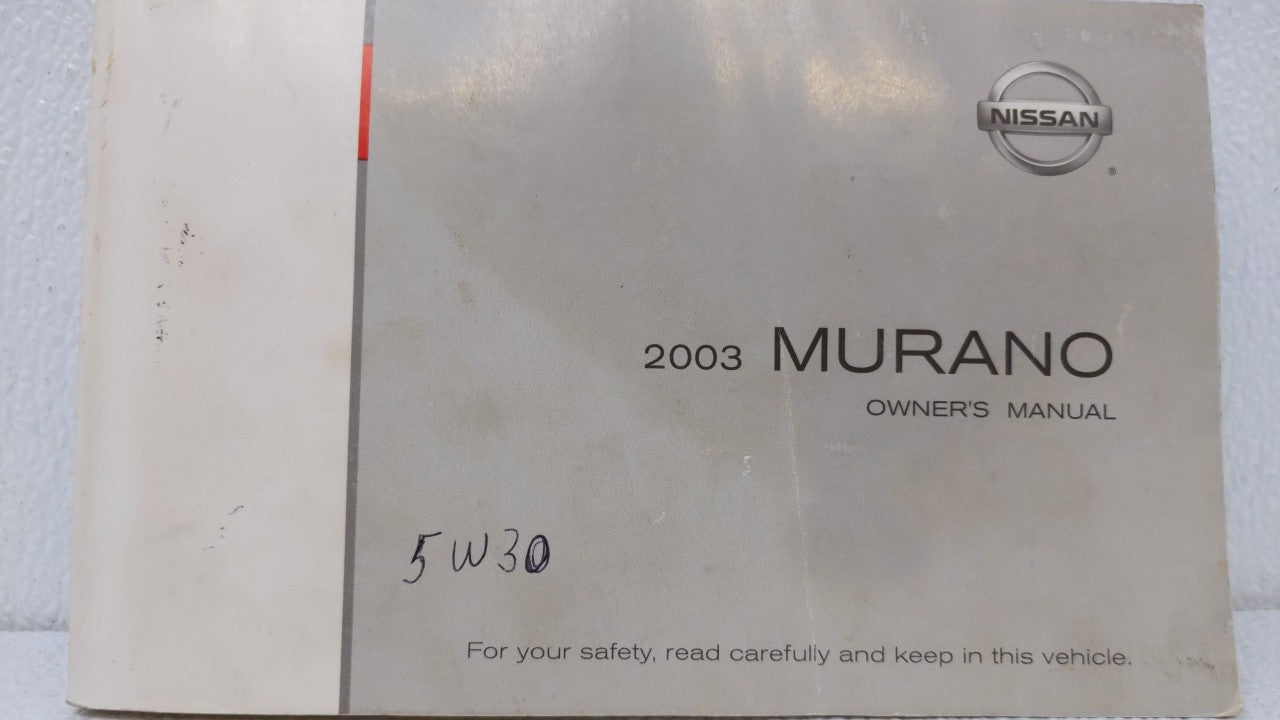 NISSAN
®
2003 MURANO
OWNER'S MANUAL
5W30
For your safety, read carefully and keep in this vehicle.